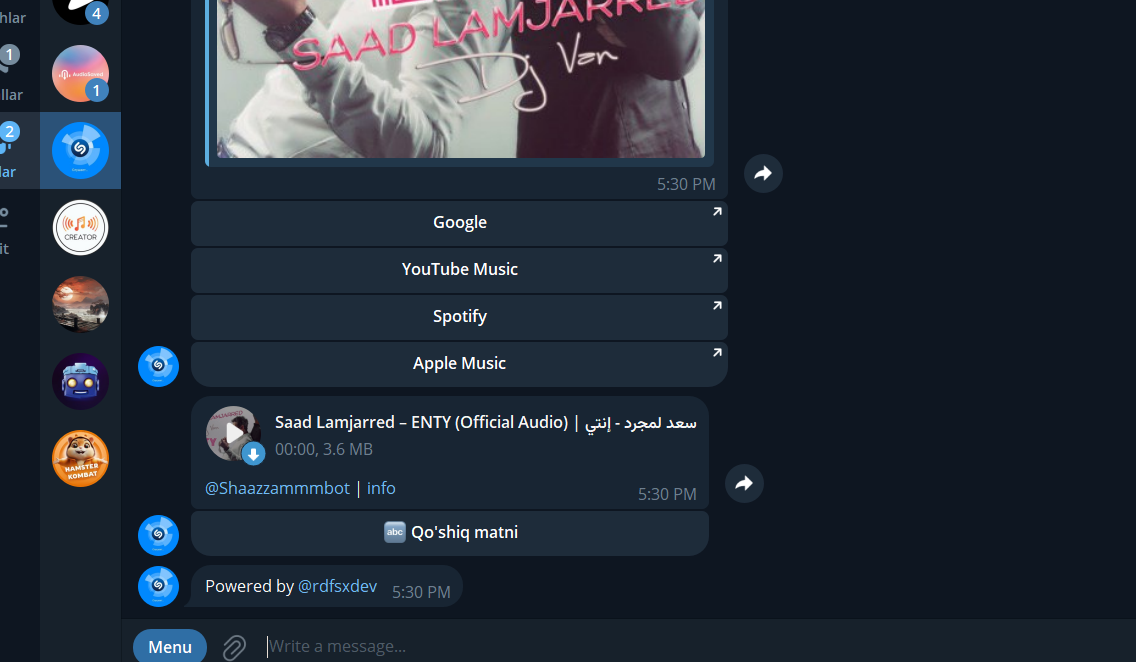 hlar
4
1
llar
AudioSaved
1
2
lar
CREATOR
it
HAMSTER
KOMBAT
SAAD LAMJARRED
Dj Van
5:30 PM
Google
YouTube Music
Spotify
Apple Music
Saad Lamjarred – ENTY (Official Audio) | سعد لمجرد - إنتي
00:00, 3.6 MB
@Shaazzammmbot | info
5:30 PM
abc Qo'shiq matni
Powered by @rdfsxdev
5:30 PM
Menu
Write a message...